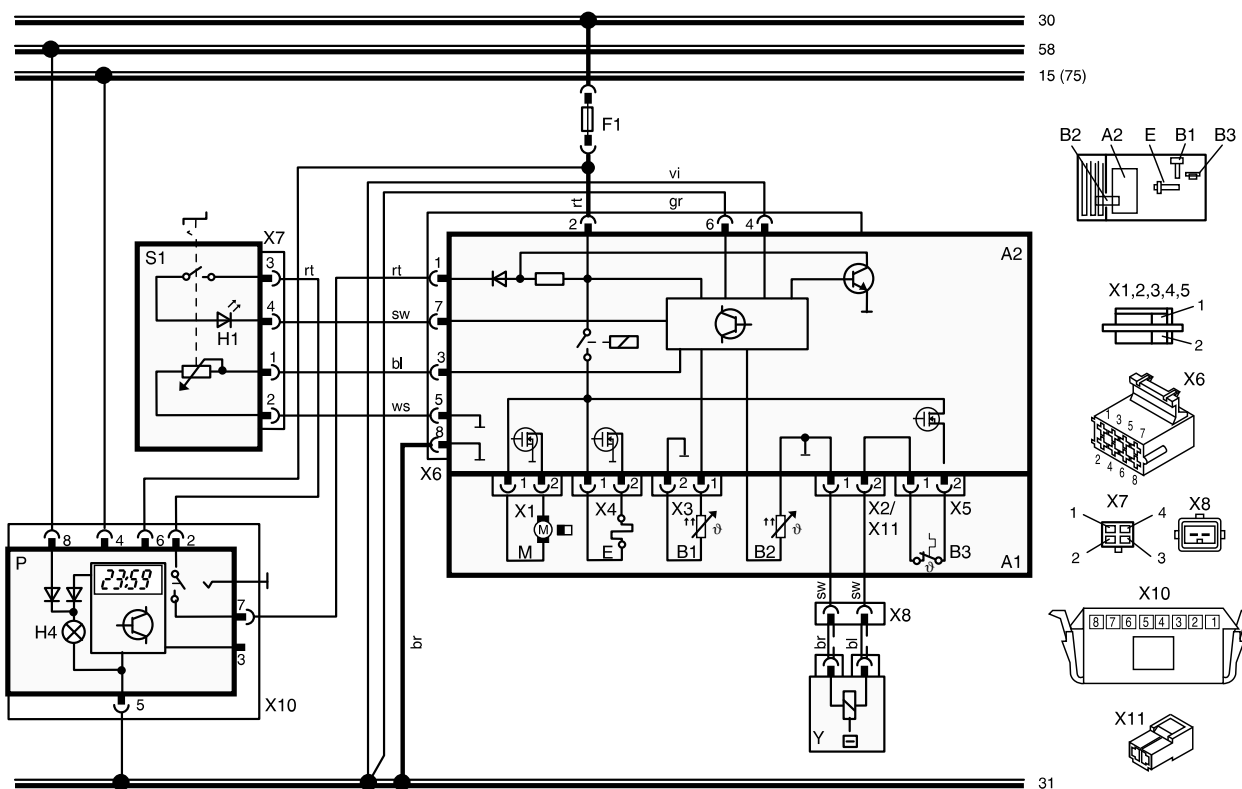 30
58
15 (75)
F1
B2 A2 E B1 B3
vi
rt
gr
2 6 4
S1
X7
3
rt
rt
1
A2
4
H1
sw
7
X1,2,3,4,5
1
2
1
bl
3
2
ws
5
8
X6
X6
1 3 5 7
2 4 6 8
1 2 1 2 2 1 1 2 1 2
X1 X4 X3 X2/
X11
X5
M
M E B1 ϑ B2 ϑ ϑ B3
A1
X7
1 4
2 3
X8
8 4 6 2
P
23:59
H4
7
3
5
X10
br
sw sw
X8
br bl
Y
X10
8 7 6 5 4 3 2 1
X11
31